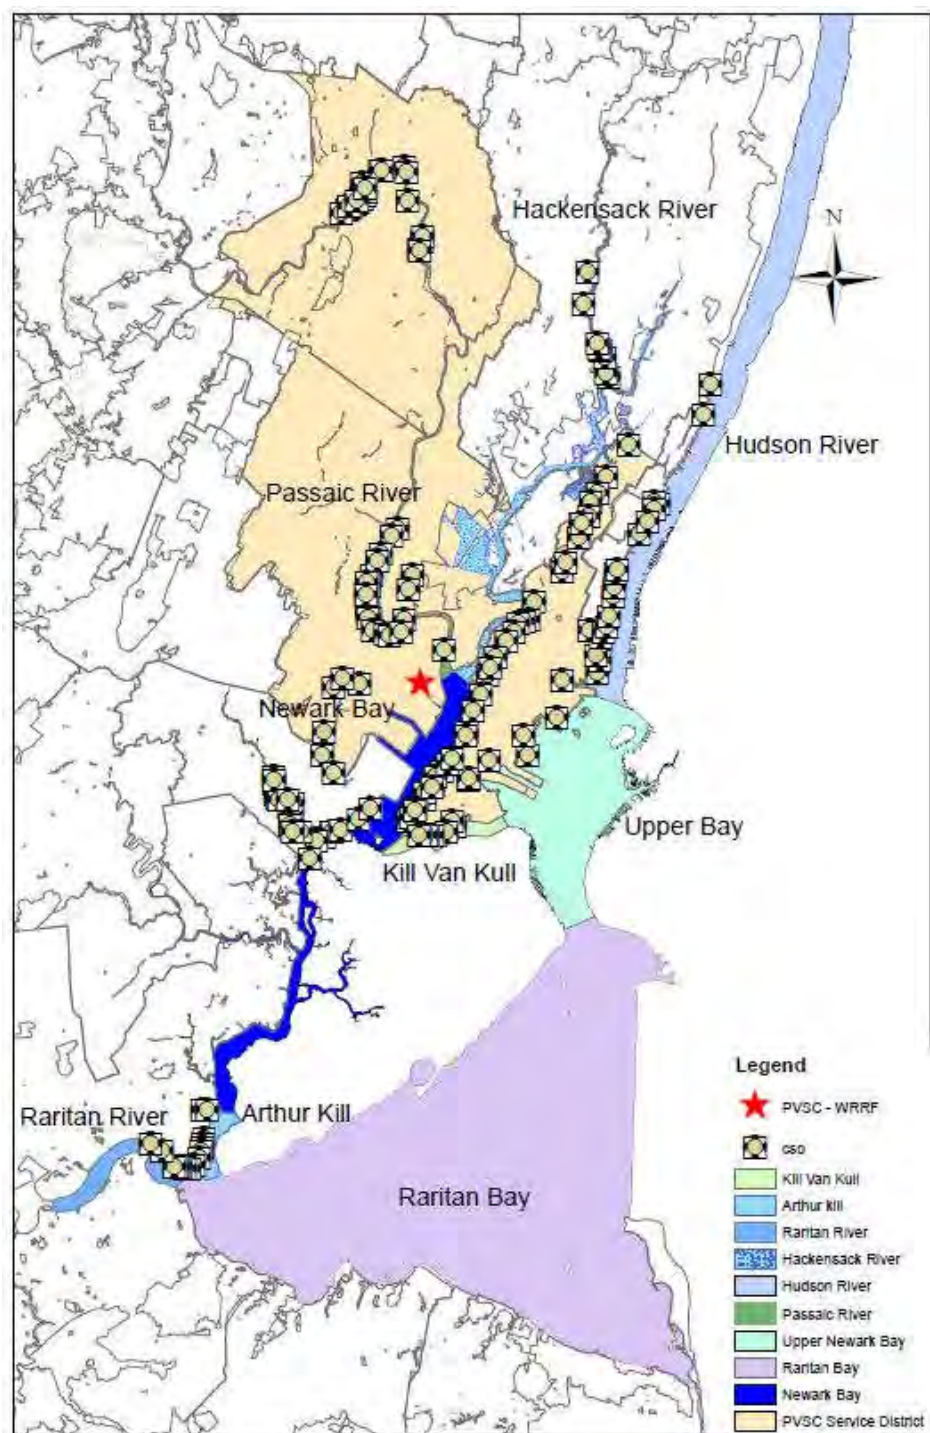 Hackensack River
N
Hudson River
Passaic River
Newark Bay
Upper Bay
Kill Van Kull
Legend
PVSC - WRRF
cso
Raritan River
Arthur Kill
Kill Van Kull
Arthur kill
Raritan Bay
Raritan River
Hackensack River
Hudson River
Passaic River
Upper Newark Bay
Raritan Bay
Newark Bay
PVSC Service District